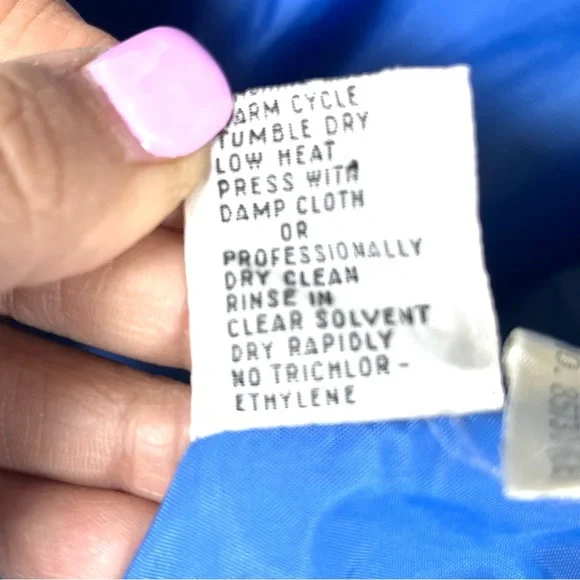 ARM CYCLE
TUMBLE DRY
LOW HEAT
PRESS WITH
DAMP CLOTH
OR
PROFESSIONALLY
DRY CLEAN
RINSE IN
CLEAR SOLVENT
DRY RAPIDLY
NO TRICHLOR-
ETHYLENE